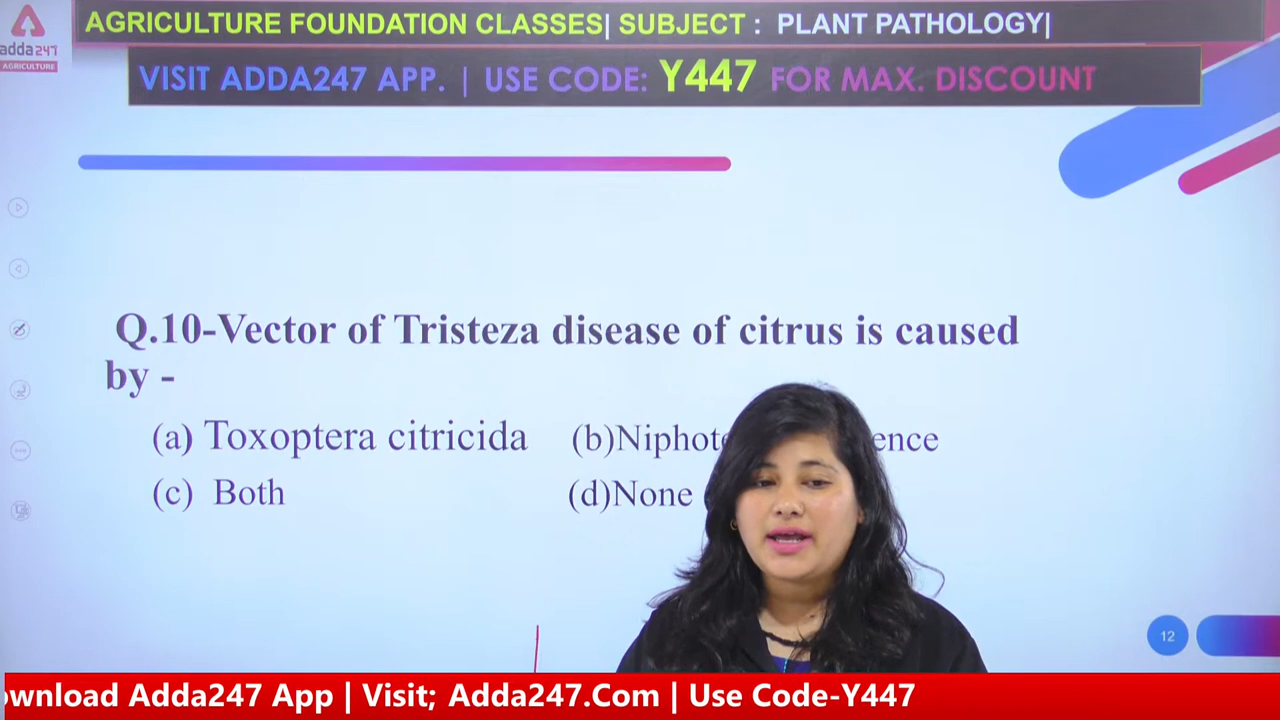 AGRICULTURE FOUNDATION CLASSES| SUBJECT : PLANT PATHOLOGY|
adda247
AGRICULTURE
VISIT ADDA247 APP. | USE CODE: Y447 FOR MAX. DISCOUNT
Q.10-Vector of Tristeza disease of citrus is caused
by -
(a) Toxoptera citricida (b)
(c) Both (d)None
12
Adda247 App | Visit; Adda247.Com | Use Code-Y447